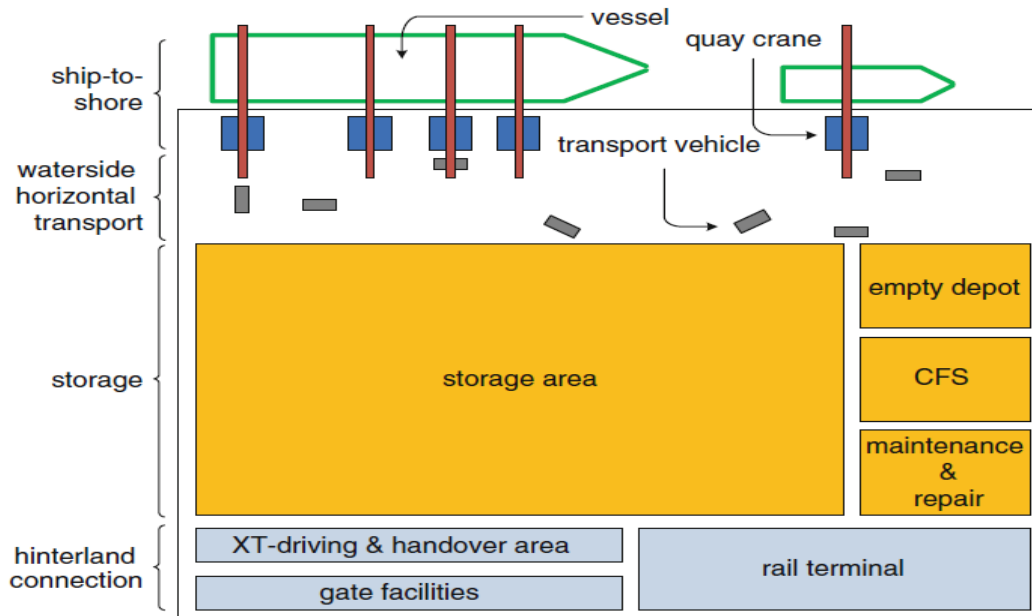 vessel
quay crane
ship-to-
shore
transport vehicle
waterside
horizontal
transport
empty depot
storage
storage area
CFS
maintenance
&
repair
hinterland
connection
XT-driving & handover area
gate facilities
rail terminal